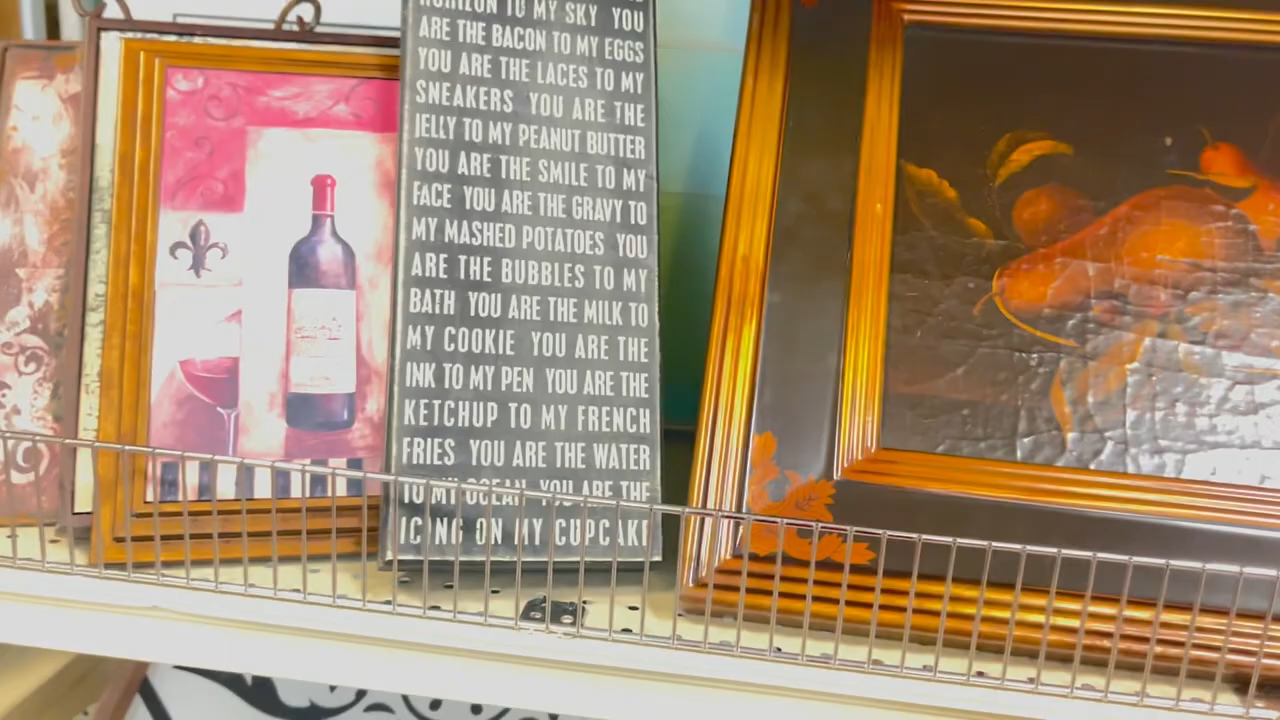 HORIZON TO MY SKY YOU
ARE THE BACON TO MY EGGS
YOU ARE THE LACES TO MY
SNEAKERS YOU ARE THE
JELLY TO MY PEANUT BUTTER
YOU ARE THE SMILE TO MY
FACE YOU ARE THE GRAVY TO
MY MASHED POTATOES YOU
ARE THE BUBBLES TO MY
BATH YOU ARE THE MILK TO
MY COOKIE YOU ARE THE
INK TO MY PEN YOU ARE THE
KETCHUP TO MY FRENCH
FRIES YOU ARE THE WATER
TO MY OCEAN YOU ARE THE
ICING ON MY CUPCAKE